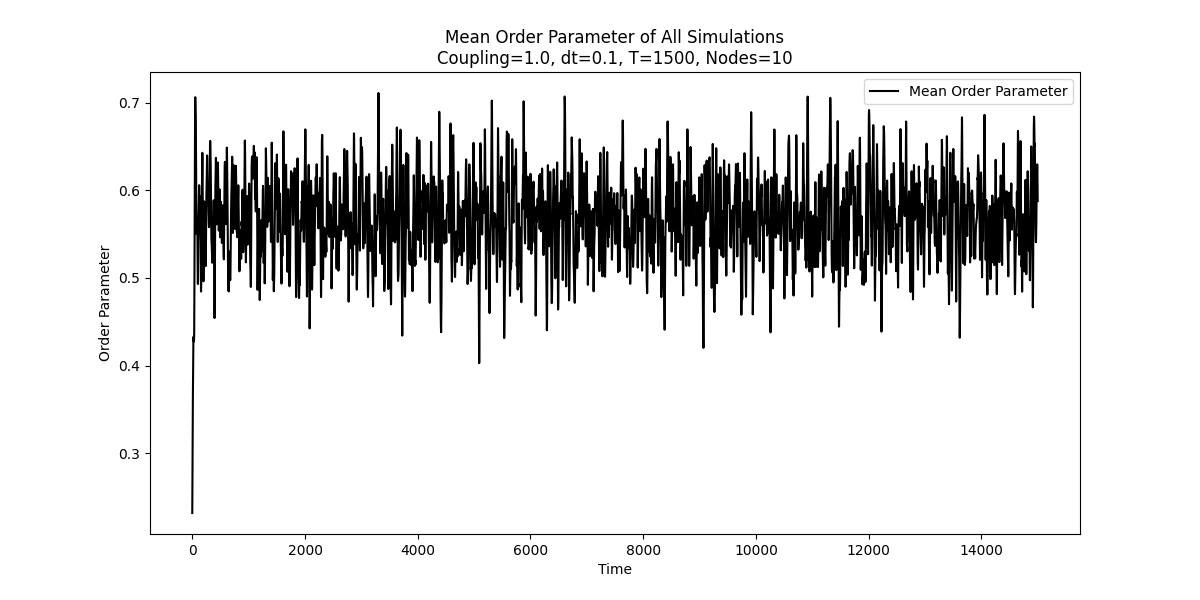 Mean Order Parameter of All Simulations
Coupling=1.0, dt=0.1, T=1500, Nodes=10
Mean Order Parameter
Order Parameter
0.7
0.6
0.5
0.4
0.3
0 2000 4000 6000 8000 10000 12000 14000
Time